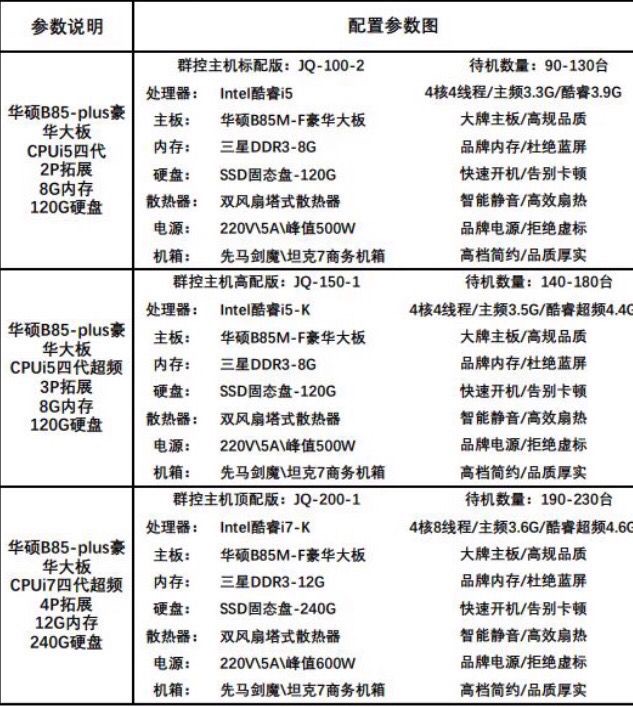 参数说明 配置参数图
华硕B85-plus豪
华大板
CPUi5四代
2P拓展
8G内存
120G硬盘
群控主机标配版：JQ-100-2 待机数量：90-130台
处理器： Intel酷睿i5 4核4线程/主频3.3G/酷睿3.9G
主板： 华硕B85M-F豪华大板 大牌主板/高规品质
内存： 三星DDR3-8G 品牌内存/杜绝蓝屏
硬盘： SSD固态盘-120G 快速开机/告别卡顿
散热器： 双风扇塔式散热器 智能静音/高效扇热
电源： 220V\5A\峰值500W 品牌电源/拒绝虚标
机箱： 先马剑魔\坦克7商务机箱 高档简约/品质厚实
华硕B85-plus豪
华大板
CPUi5四代超频
3P拓展
8G内存
120G硬盘
群控主机高配版：JQ-150-1 待机数量：140-180台
处理器： Intel酷睿i5-K 4核4线程/主频3.5G/酷睿超频4.4G
主板： 华硕B85M-F豪华大板 大牌主板/高规品质
内存： 三星DDR3-8G 品牌内存/杜绝蓝屏
硬盘： SSD固态盘-120G 快速开机/告别卡顿
散热器： 双风扇塔式散热器 智能静音/高效扇热
电源： 220V\5A\峰值500W 品牌电源/拒绝虚标
机箱： 先马剑魔\坦克7商务机箱 高档简约/品质厚实
华硕B85-plus豪
华大板
CPUi7四代超频
4P拓展
12G内存
240G硬盘
群控主机顶配版：JQ-200-1 待机数量：190-230台
处理器： Intel酷睿i7-K 4核8线程/主频3.6G/酷睿超频4.6G
主板： 华硕B85M-F豪华大板 大牌主板/高规品质
内存： 三星DDR3-12G 品牌内存/杜绝蓝屏
硬盘： SSD固态盘-240G 快速开机/告别卡顿
散热器： 双风扇塔式散热器 智能静音/高效扇热
电源： 220V\5A\峰值600W 品牌电源/拒绝虚标
机箱： 先马剑魔\坦克7商务机箱 高档简约/品质厚实